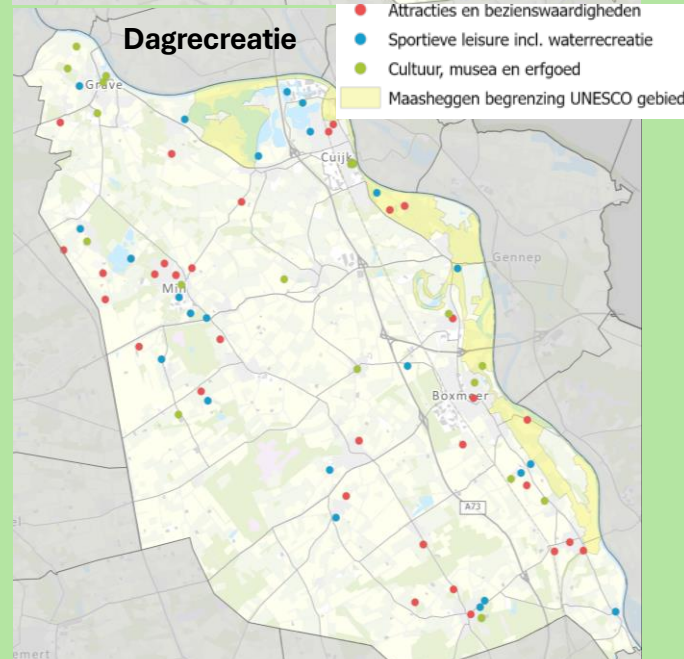 Dagrecreatie
Attracties en bezienswaardigheden
Sportieve leisure incl. waterrecreatie
Cultuur, musea en erfgoed
Maasheggen begrenzing UNESCO gebied
Grave
Cuijk
Gennep
Mill
Boxmeer
A73
emert